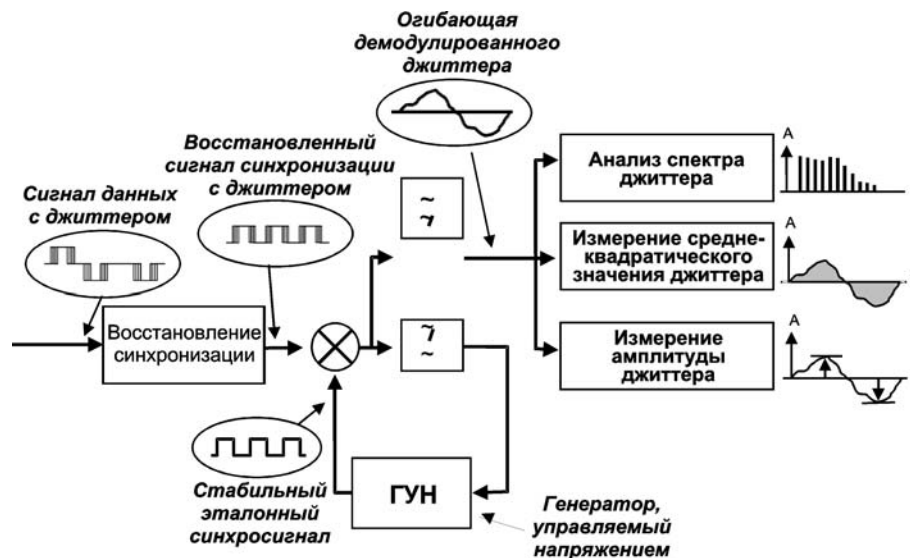 Огибающая
демодулированного
джиттера
Восстановленный
сигнал синхронизации
с джиттером
Сигнал данных
с джиттером
Восстановление
синхронизации
Анализ спектра
джиттера
A
Измерение средне-
квадратического
значения джиттера
A
Измерение
амплитуды
джиттера
A
Стабильный
эталонный
синхросигнал
ГУН
Генератор,
управляемый
напряжением